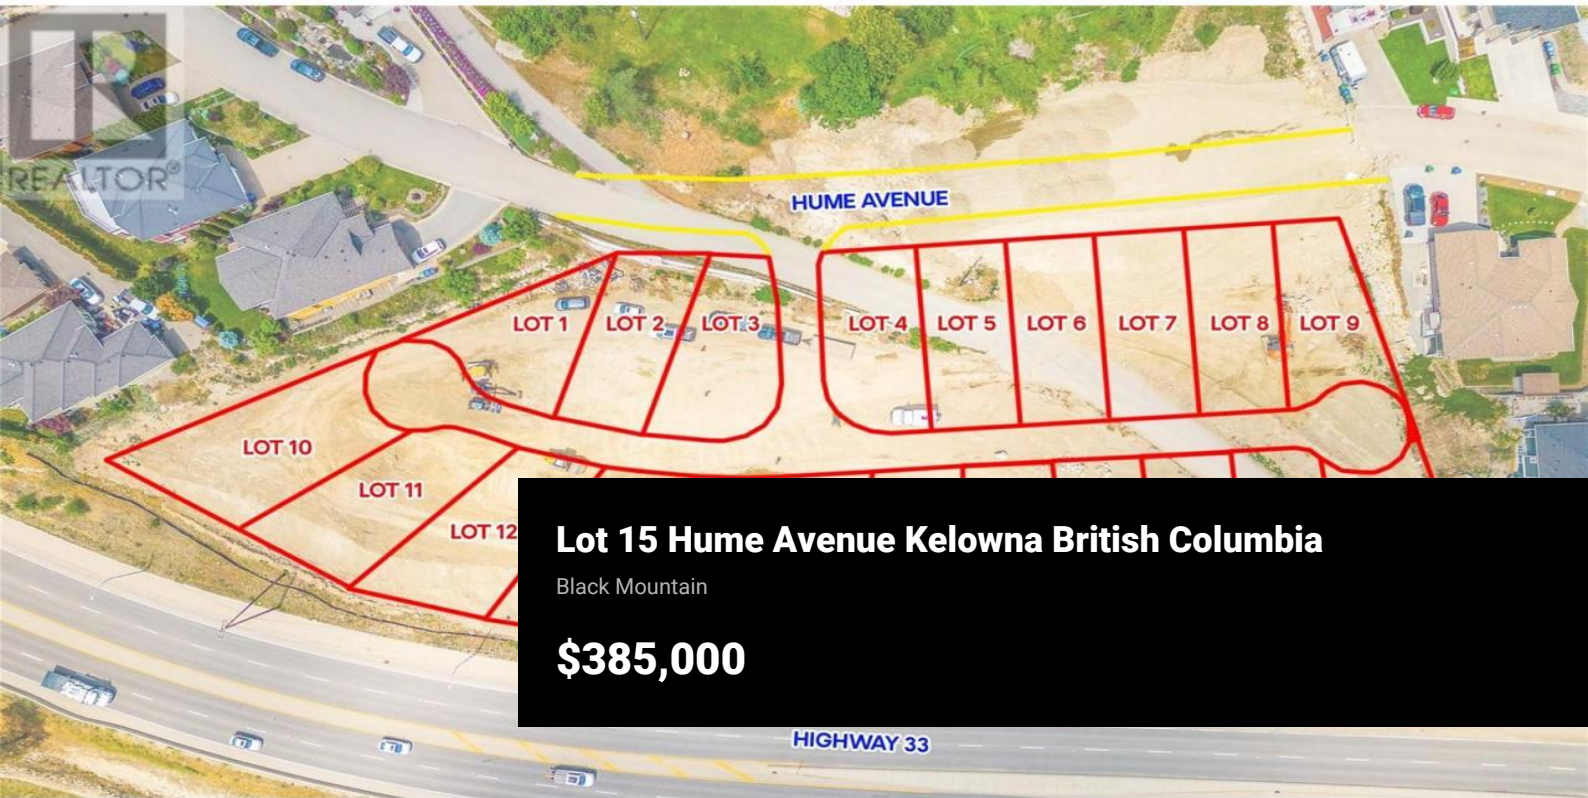 REALTOR®
HUME AVENUE
LOT 1
LOT 2
LOT 3
LOT 4
LOT 5
LOT 6
LOT 7
LOT 8
LOT 9
LOT 10
LOT 11
LOT 12
Lot 15 Hume Avenue Kelowna British Columbia
Black Mountain
$385,000
HIGHWAY 33